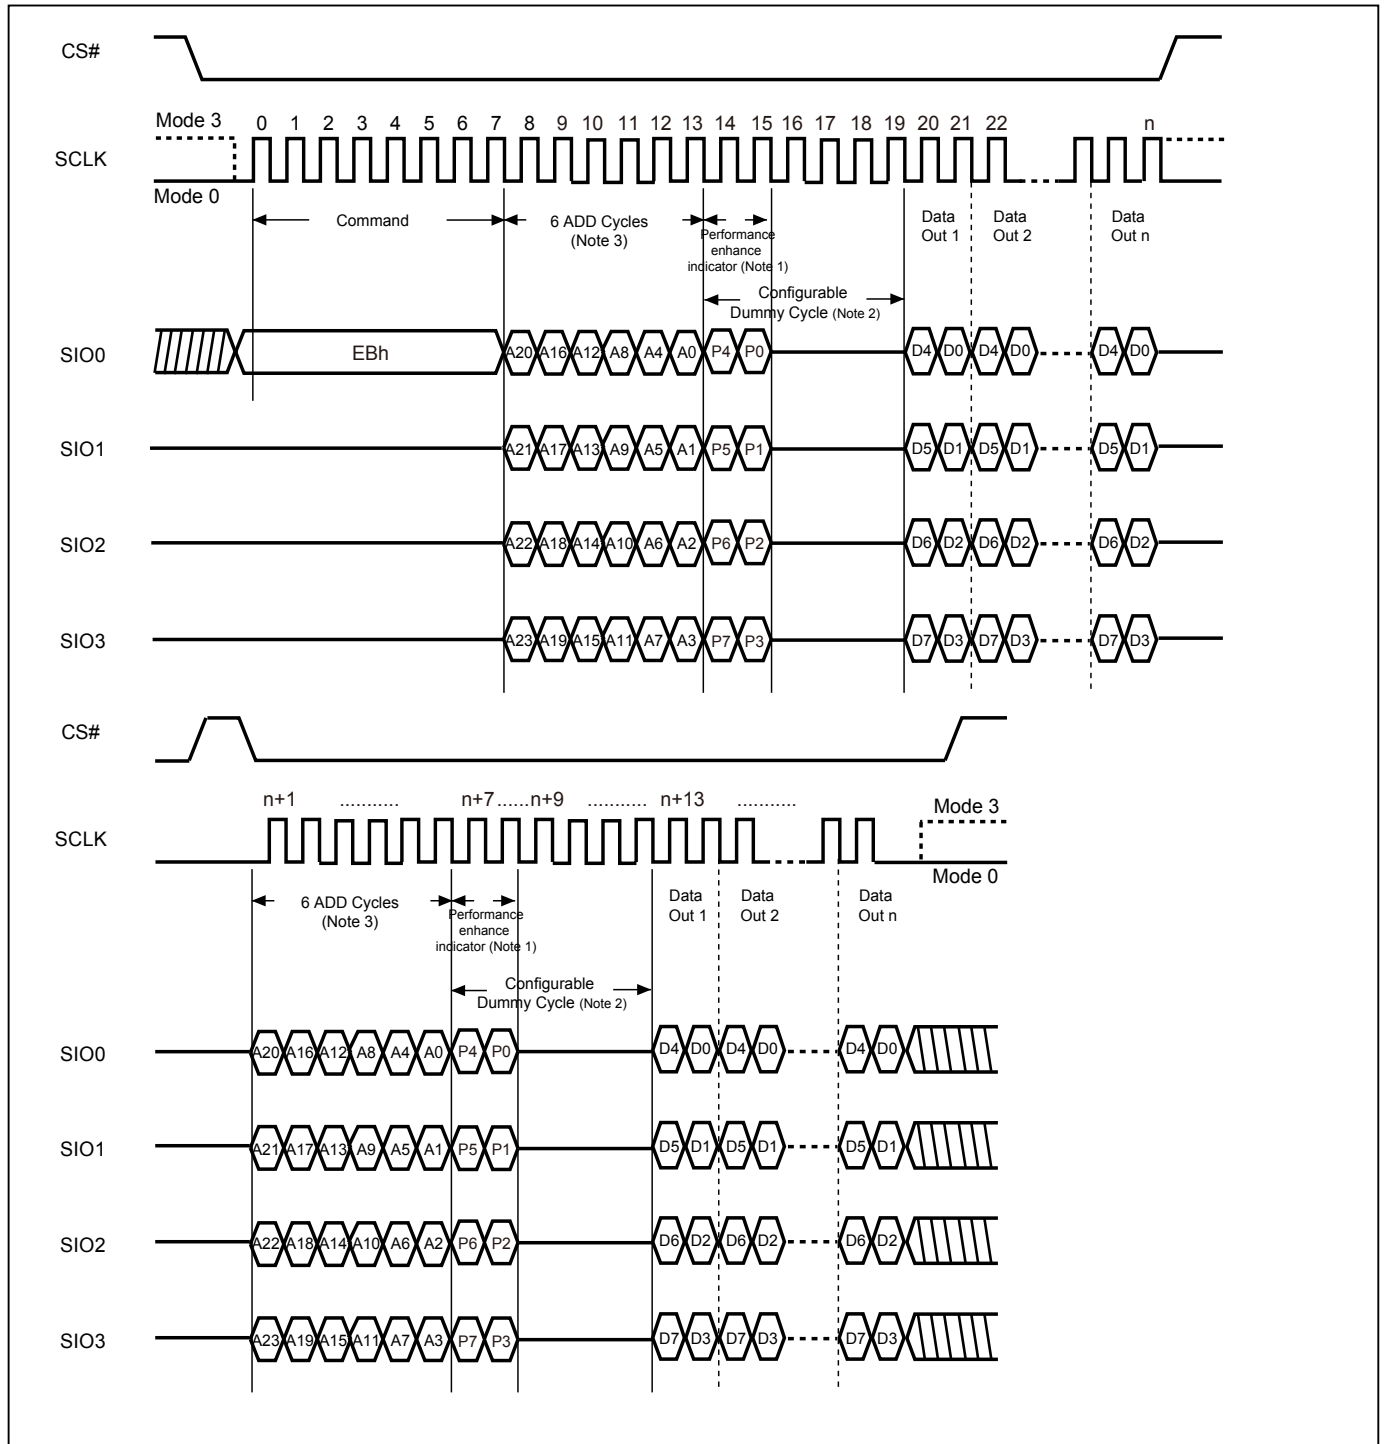 CS#
Mode 3
0 1 2 3 4 5 6 7 8 9 10 11 12 13 14 15 16 17 18 19 20 21 22 n
SCLK
Mode 0
Command
6 ADD Cycles
(Note 3)
Performance
enhance
indicator (Note 1)
Data
Out 1
Data
Out 2
Data
Out n
Configurable
Dummy Cycle (Note 2)
SIO0 EBh A20 A16 A12 A8 A4 A0 P4 P0 D4 D0 D4 D0 D4 D0
SIO1 A21 A17 A13 A9 A5 A1 P5 P1 D5 D1 D5 D1 D5 D1
SIO2 A22 A18 A14 A10 A6 A2 P6 P2 D6 D2 D6 D2 D6 D2
SIO3 A23 A19 A15 A11 A7 A3 P7 P3 D7 D3 D7 D3 D7 D3
CS#
n+1 ........... n+7 ......n+9 ........... n+13 ...........
Mode 3
SCLK
Mode 0
6 ADD Cycles
(Note 3)
Performance
enhance
indicator (Note 1)
Data
Out 1
Data
Out 2
Data
Out n
Configurable
Dummy Cycle (Note 2)
SIO0 A20 A16 A12 A8 A4 A0 P4 P0 D4 D0 D4 D0 D4 D0
SIO1 A21 A17 A13 A9 A5 A1 P5 P1 D5 D1 D5 D1 D5 D1
SIO2 A22 A18 A14 A10 A6 A2 P6 P2 D6 D2 D6 D2 D6 D2
SIO3 A23 A19 A15 A11 A7 A3 P7 P3 D7 D3 D7 D3 D7 D3